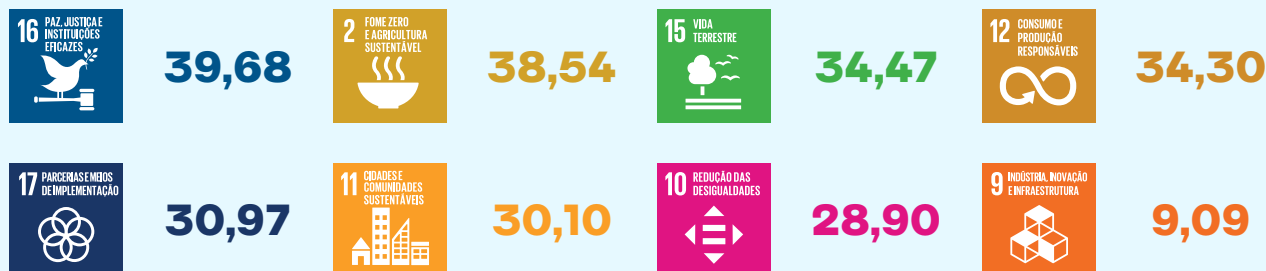 16 PAZ, JUSTIÇA E
INSTITUIÇÕES
EFICAZES
39,68
2 FOME ZERO
E AGRICULTURA
SUSTENTÁVEL
38,54
15 VIDA
TERRESTRE
34,47
12 CONSUMO E
PRODUÇÃO
RESPONSÁVEIS
34,30
17 PARCERIAS E MEIOS
DE IMPLEMENTAÇÃO
30,97
11 CIDADES E
COMUNIDADES
SUSTENTÁVEIS
30,10
10 REDUÇÃO DAS
DESIGUALDADES
28,90
9 INDÚSTRIA, INOVAÇÃO
E INFRAESTRUTURA
9,09